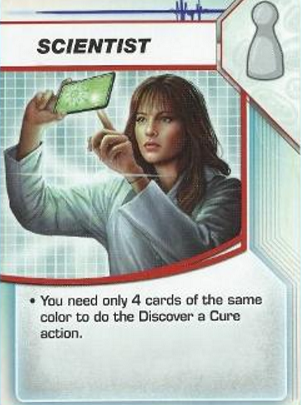 SCIENTIST
• You need only 4 cards of the same
color to do the Discover a Cure
action.